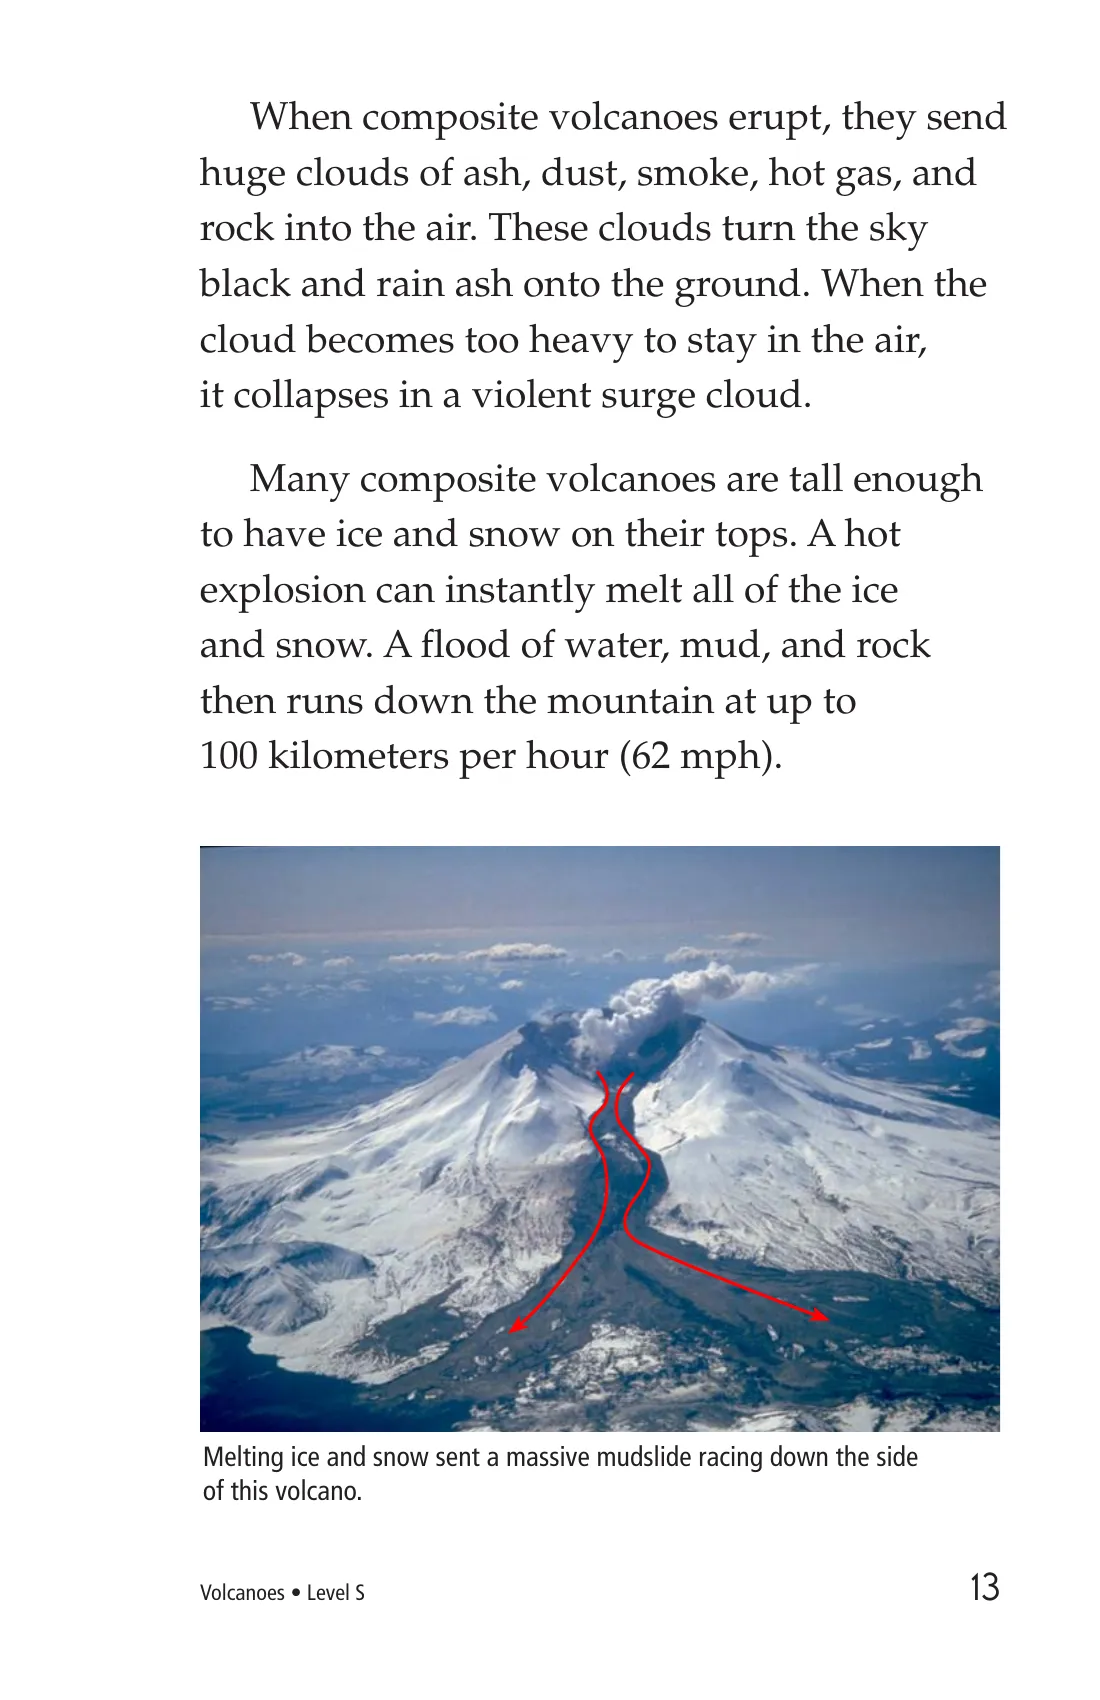 When composite volcanoes erupt, they send
huge clouds of ash, dust, smoke, hot gas, and
rock into the air. These clouds turn the sky
black and rain ash onto the ground. When the
cloud becomes too heavy to stay in the air,
it collapses in a violent surge cloud.
Many composite volcanoes are tall enough
to have ice and snow on their tops. A hot
explosion can instantly melt all of the ice
and snow. A flood of water, mud, and rock
then runs down the mountain at up to
100 kilometers per hour (62 mph).
Melting ice and snow sent a massive mudslide racing down the side
of this volcano.
Volcanoes • Level S
13